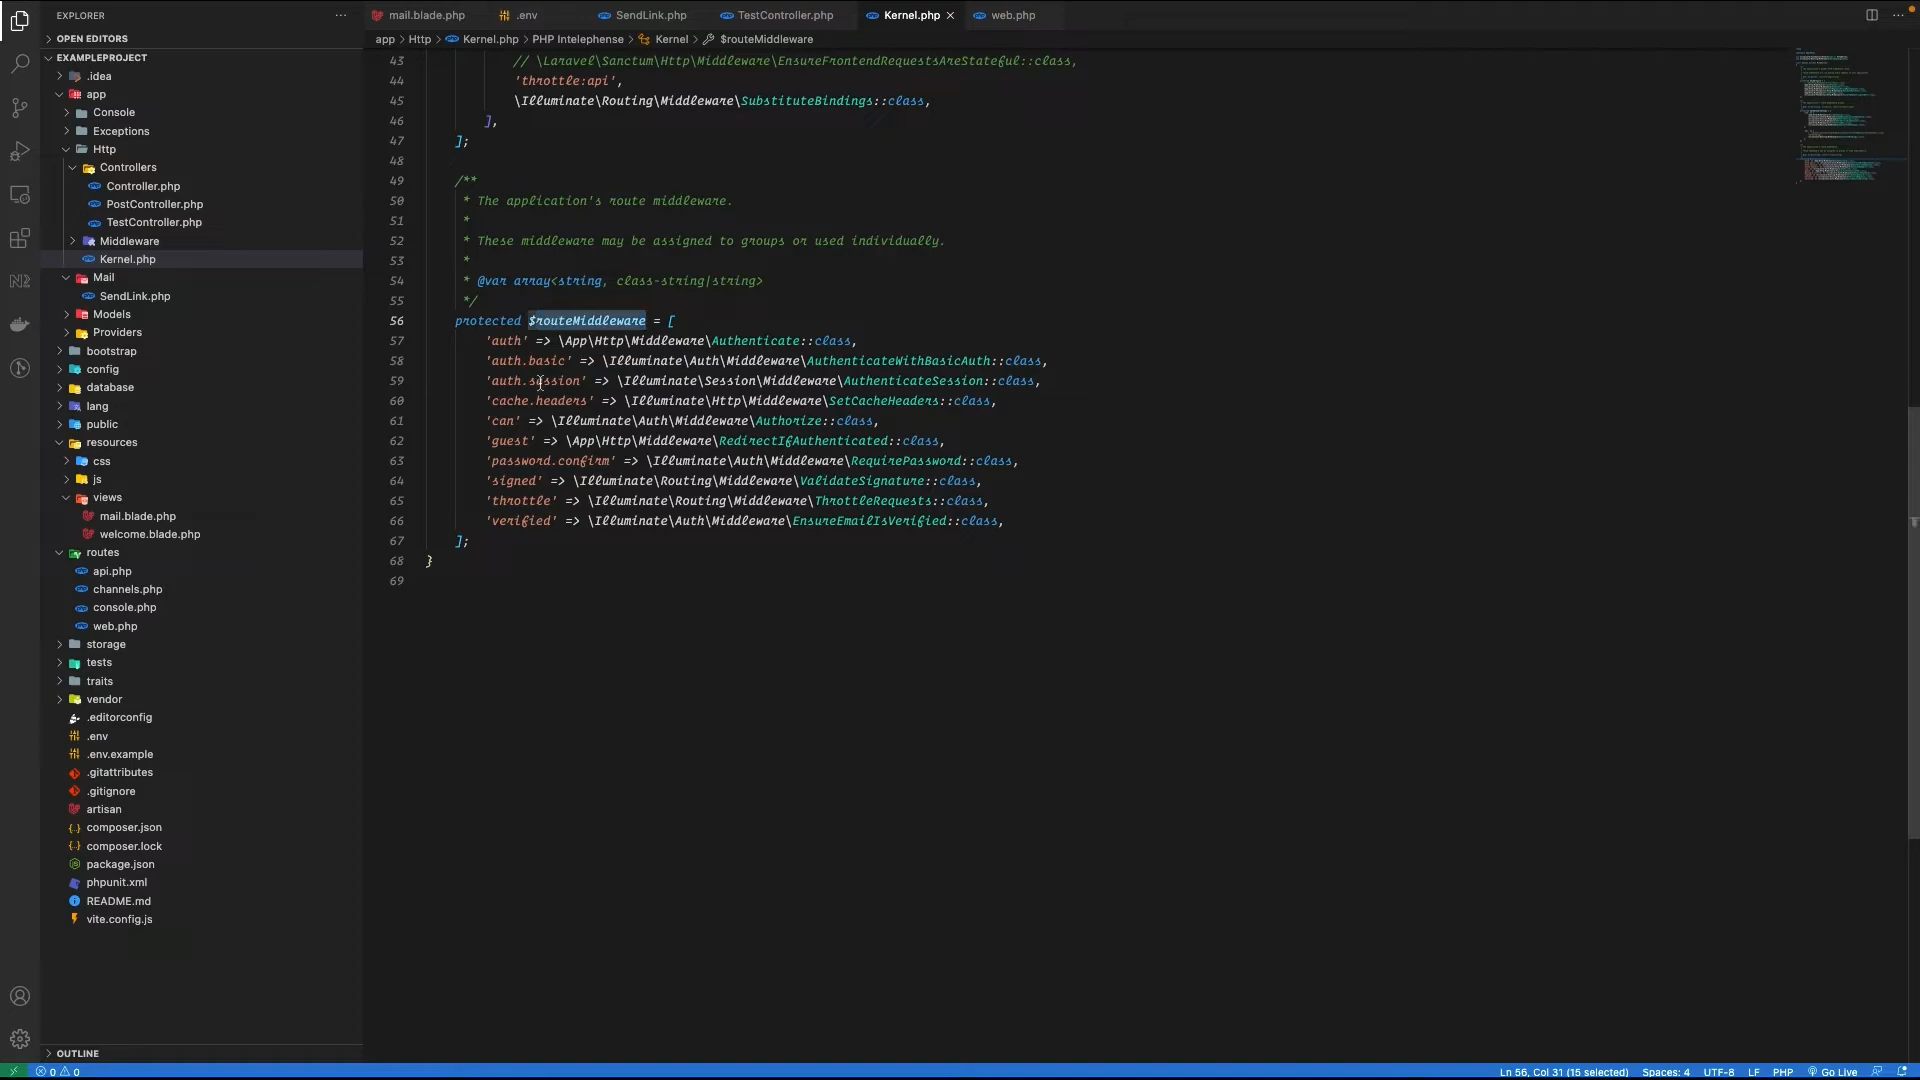 EXPLORER
···
OPEN EDITORS
EXAMPLEPROJECT
.idea
app
Console
Exceptions
Http
Controllers
Controller.php
PostController.php
TestController.php
Middleware
Kernel.php
Mail
SendLink.php
Models
Providers
bootstrap
config
database
lang
public
resources
css
js
views
mail.blade.php
welcome.blade.php
routes
api.php
channels.php
console.php
web.php
storage
tests
traits
vendor
.editorconfig
.env
.env.example
.gitattributes
.gitignore
artisan
composer.json
composer.lock
package.json
phpunit.xml
README.md
vite.config.js
OUTLINE
mail.blade.php .env SendLink.php TestController.php Kernel.php × web.php
app > Http > Kernel.php > PHP Intelephense > Kernel > $routeMiddleware
43 // \Laravel\Sanctum\Http\Middleware\EnsureFrontendRequestsAreStateful::class,
44 'throttle:api',
45 \Illuminate\Routing\Middleware\SubstituteBindings::class,
46 ],
47 ];
48
49 /**
50 * The application's route middleware.
51 *
52 * These middleware may be assigned to groups or used individually.
53 *
54 * @var array<string, class-string|string>
55 */
56 protected $routeMiddleware = [
57 'auth' => \App\Http\Middleware\Authenticate::class,
58 'auth.basic' => \Illuminate\Auth\Middleware\AuthenticateWithBasicAuth::class,
59 'auth.session' => \Illuminate\Session\Middleware\AuthenticateSession::class,
60 'cache.headers' => \Illuminate\Http\Middleware\SetCacheHeaders::class,
61 'can' => \Illuminate\Auth\Middleware\Authorize::class,
62 'guest' => \App\Http\Middleware\RedirectIfAuthenticated::class,
63 'password.confirm' => \Illuminate\Auth\Middleware\RequirePassword::class,
64 'signed' => \Illuminate\Routing\Middleware\ValidateSignature::class,
65 'throttle' => \Illuminate\Routing\Middleware\ThrottleRequests::class,
66 'verified' => \Illuminate\Auth\Middleware\EnsureEmailIsVerified::class,
67 ];
68 }
69
0 0 Ln 56, Col 31 (15 selected) Spaces: 4 UTF-8 LF PHP Go Live